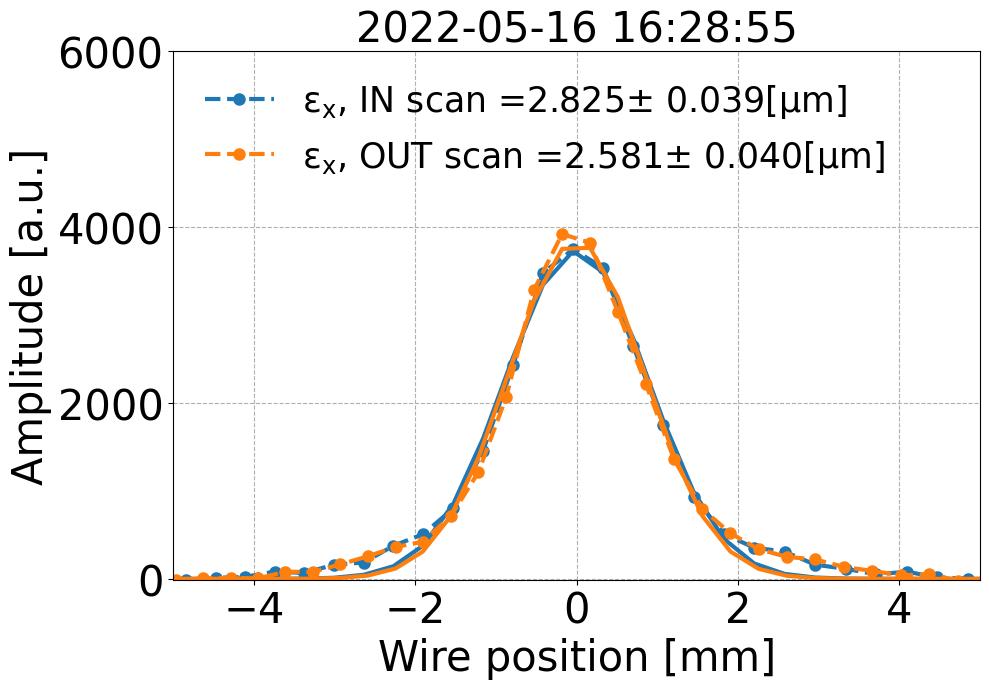 2022-05-16 16:28:55
6000
εx, IN scan =2.825± 0.039[μm]
εx, OUT scan =2.581± 0.040[μm]
4000
2000
0
Amplitude [a.u.]
−4 −2 0 2 4
Wire position [mm]